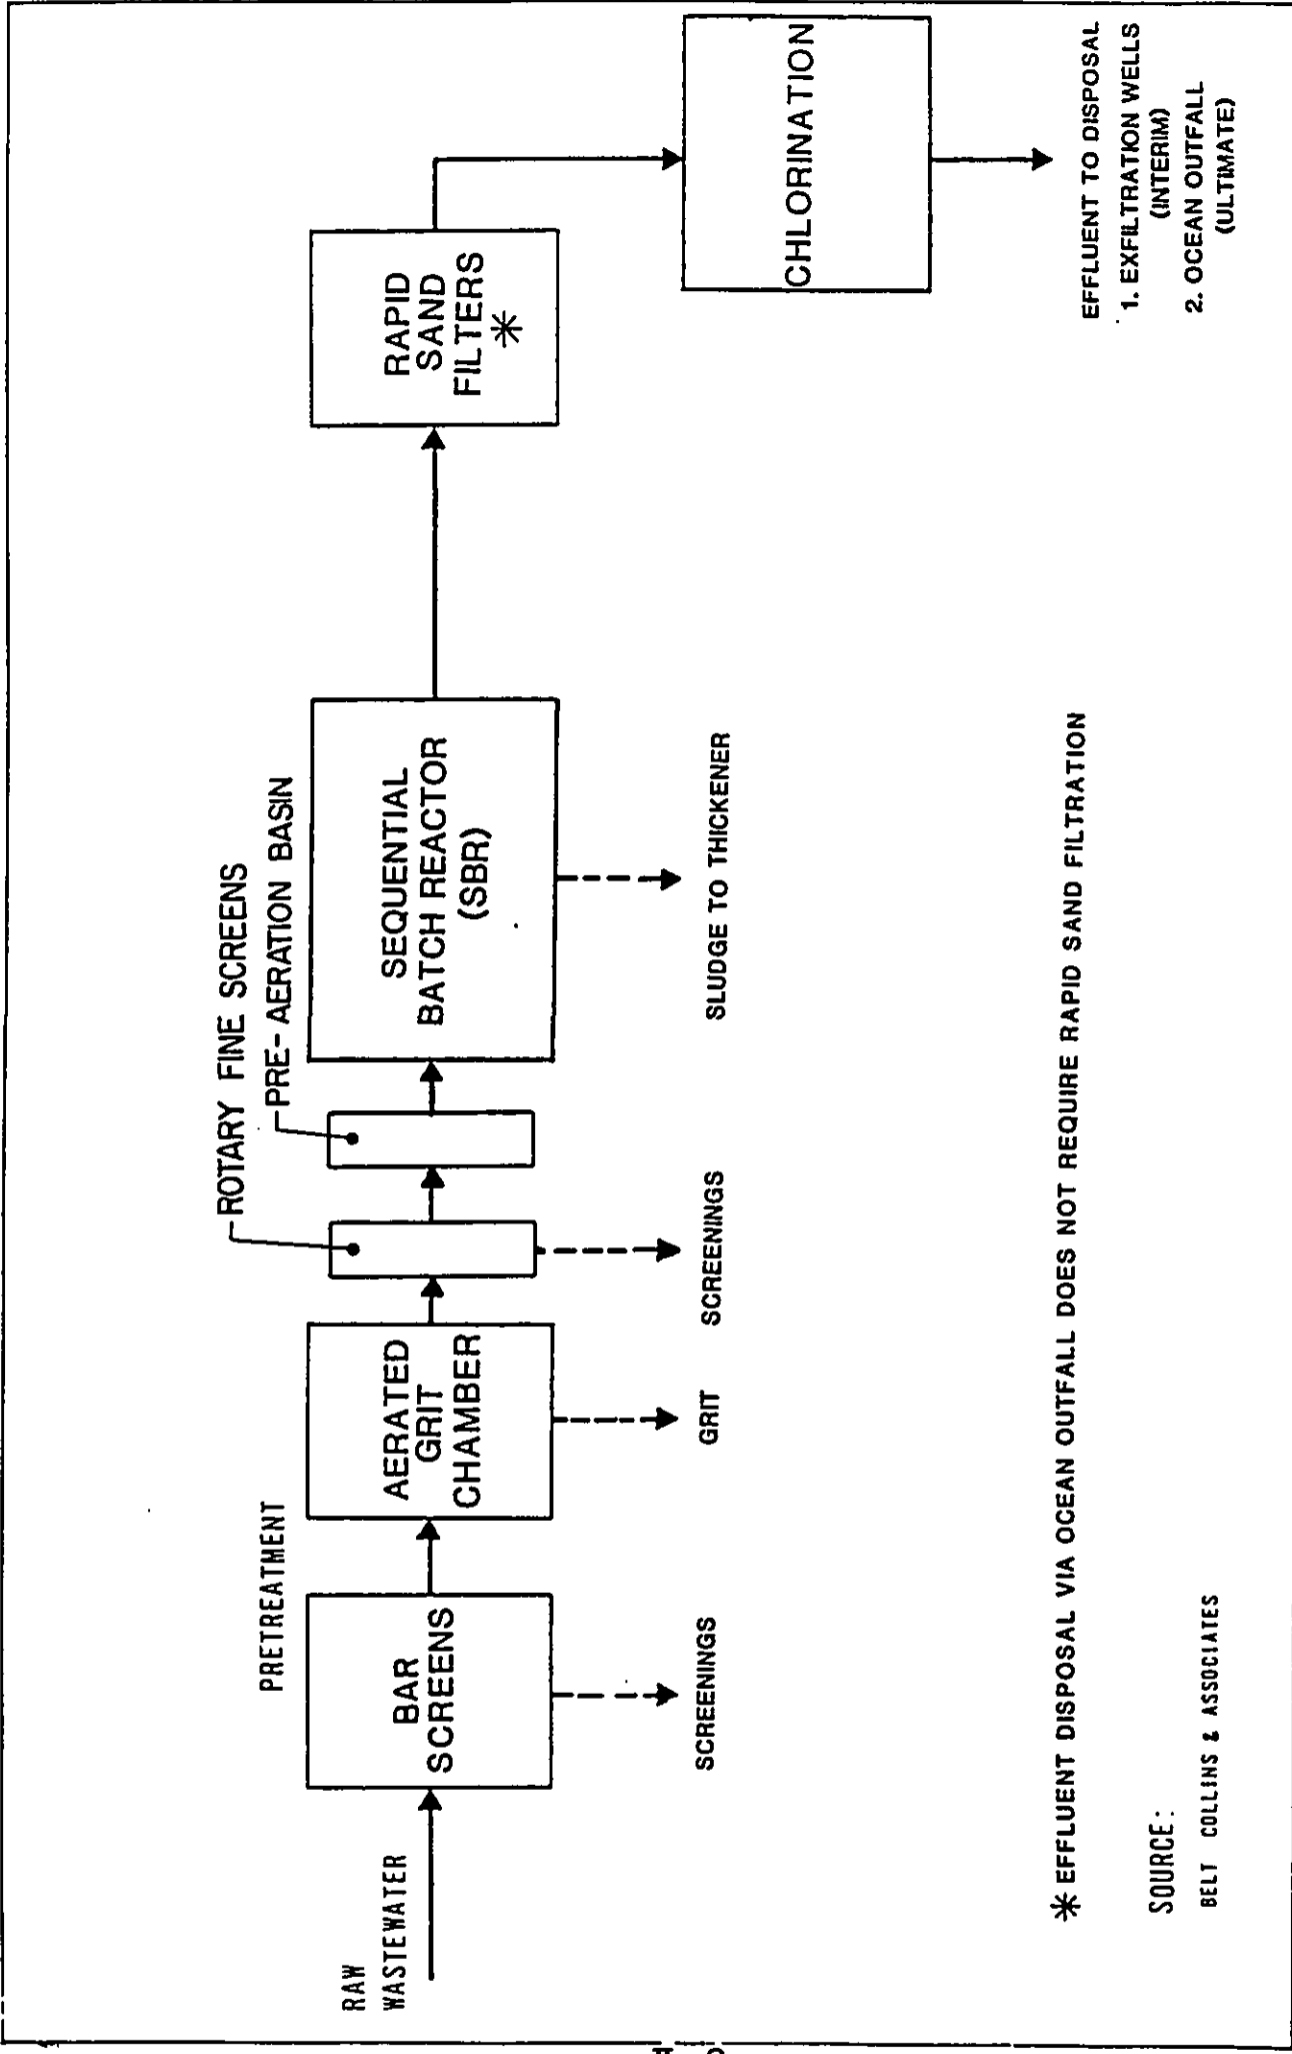 RAW
WASTEWATER
PRETREATMENT
BAR
SCREENS
SCREENINGS
AERATED
GRIT
CHAMBER
GRIT
ROTARY FINE SCREENS
SCREENINGS
PRE-AERATION BASIN
SEQUENTIAL
BATCH REACTOR
(SBR)
SLUDGE TO THICKENER
RAPID
SAND
FILTERS
*
CHLORINATION
EFFLUENT TO DISPOSAL
1. EXFILTRATION WELLS
(INTERIM)
2. OCEAN OUTFALL
(ULTIMATE)
* EFFLUENT DISPOSAL VIA OCEAN OUTFALL DOES NOT REQUIRE RAPID SAND FILTRATION
SOURCE:
BELT COLLINS & ASSOCIATES